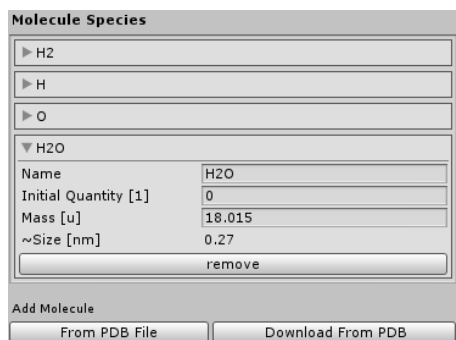 Molecule Species
H2
H
O
H2O
Name H2O
Initial Quantity [1] 0
Mass [u] 18.015
~Size [nm] 0.27
remove
Add Molecule
From PDB File Download From PDB